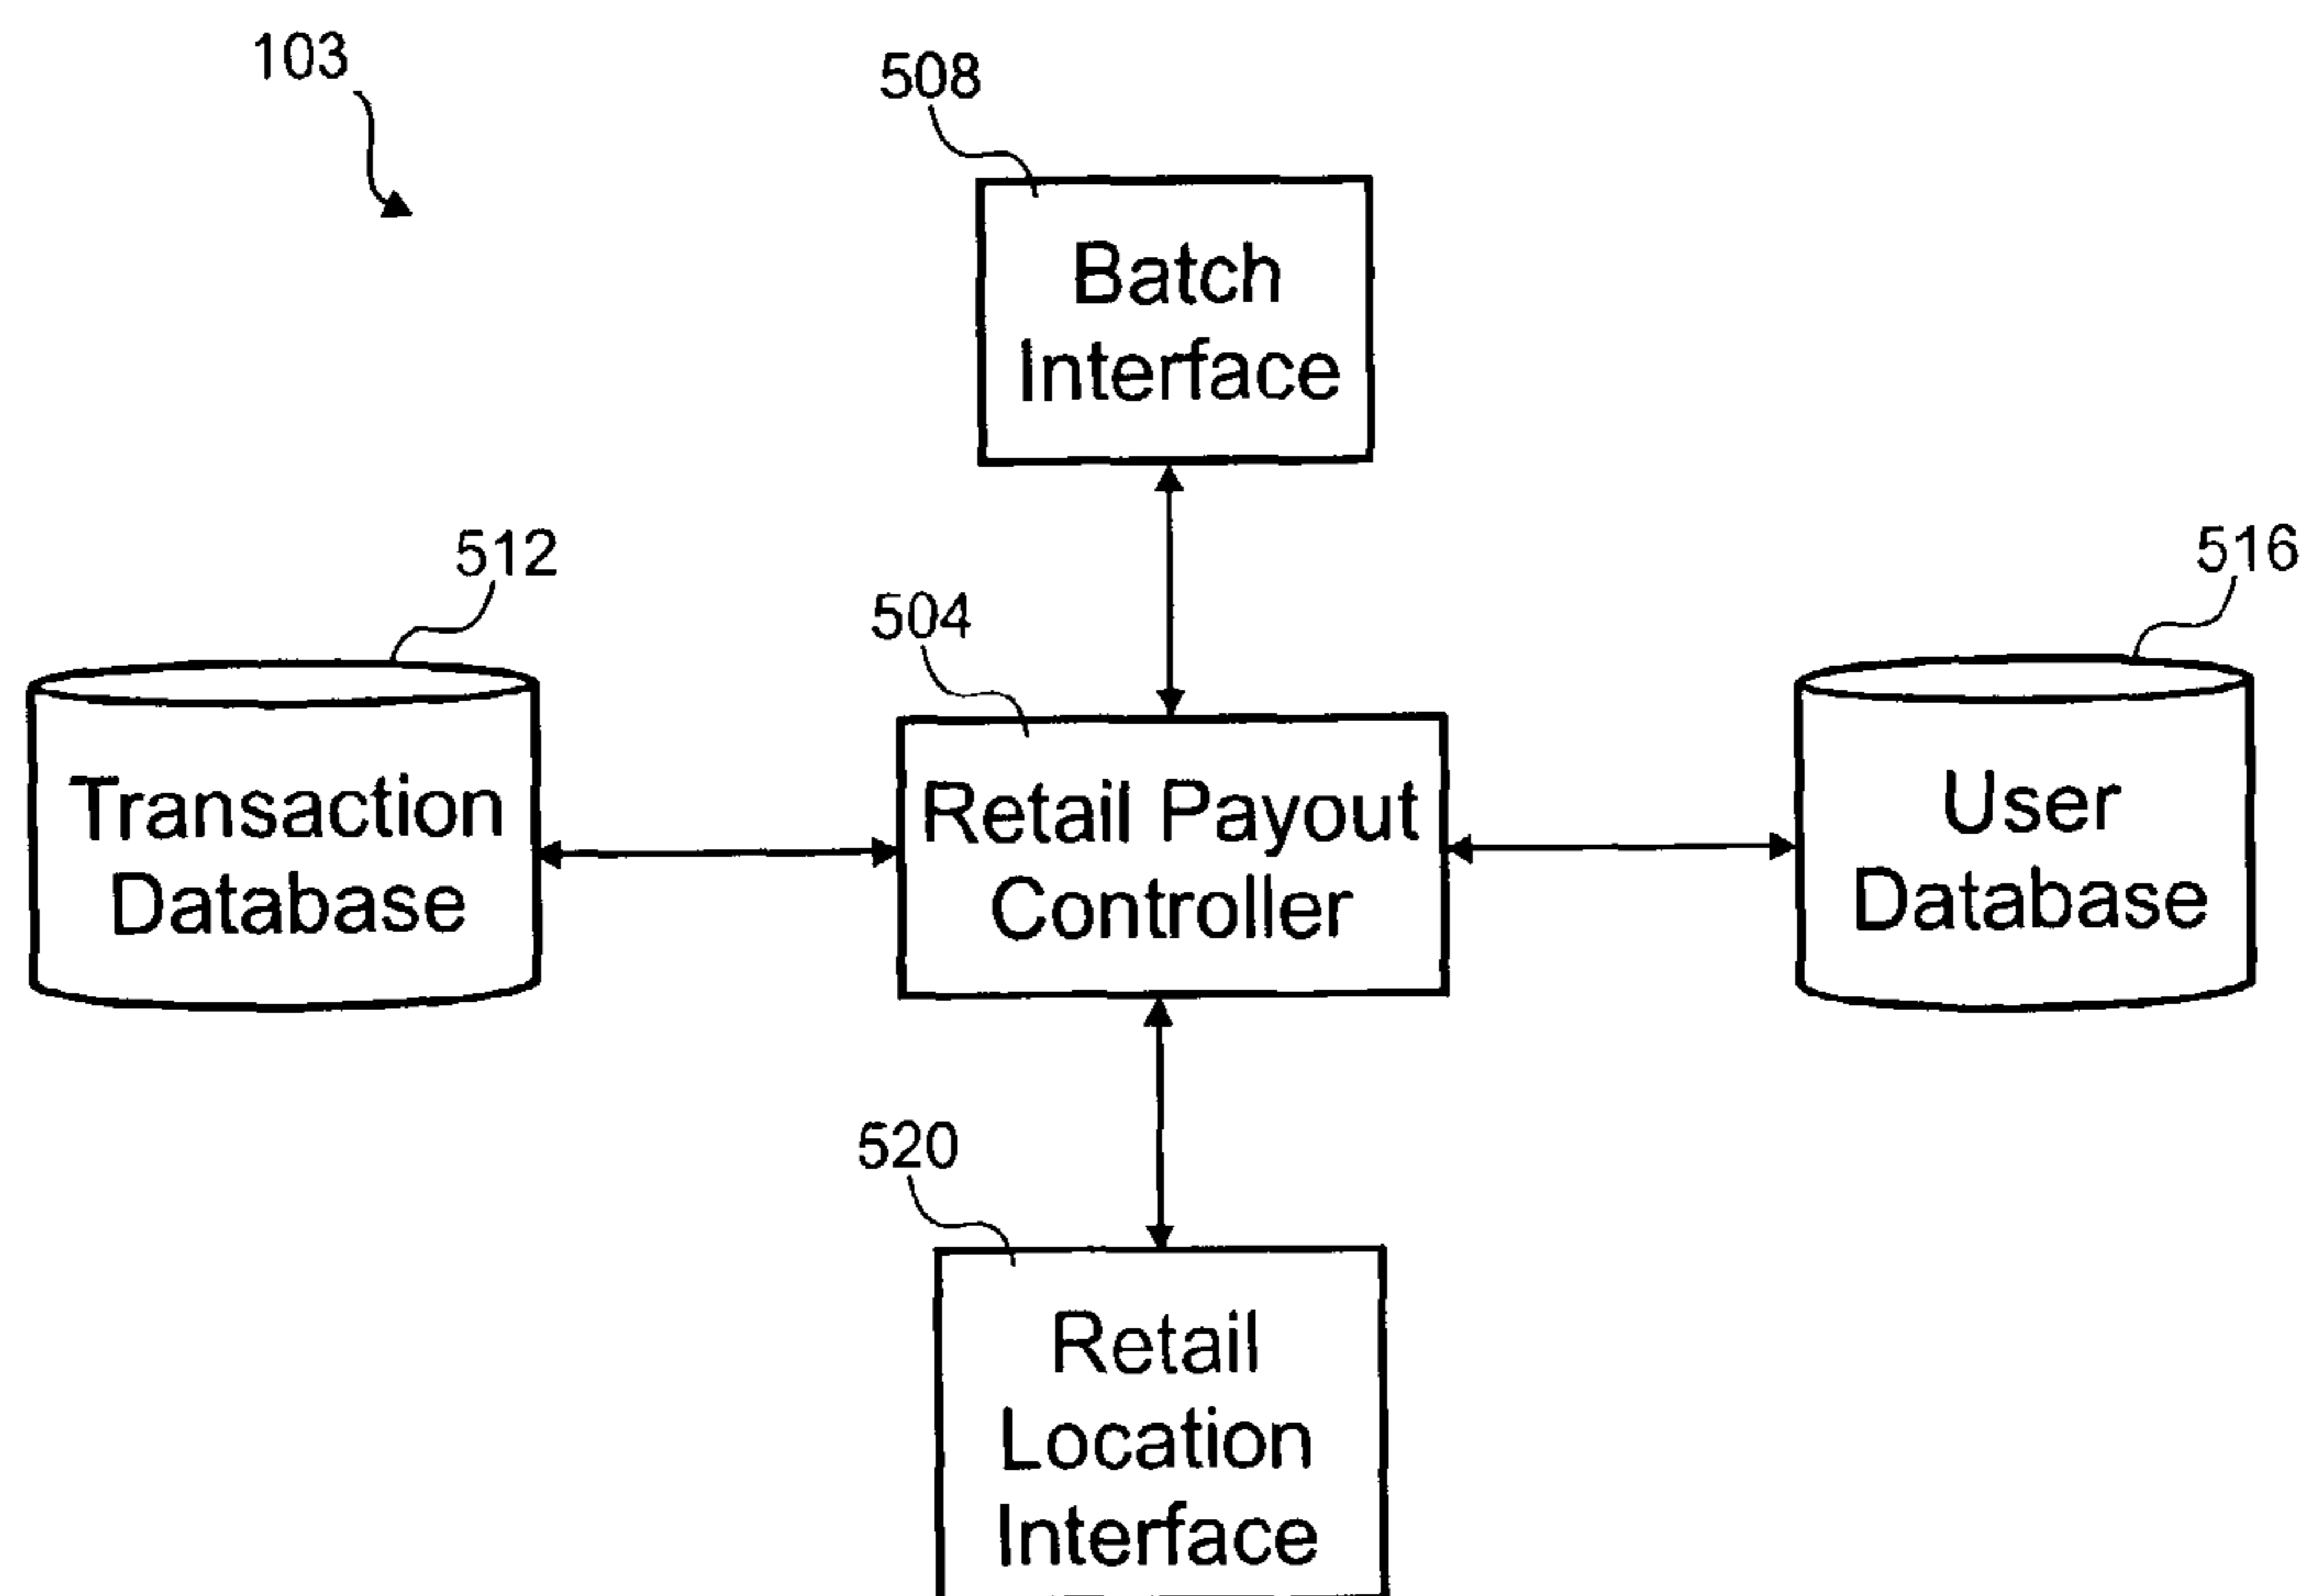 103
508
Batch
Interface
512
516
504
Transaction
Database
Retail Payout
Controller
User
Database
520
Retail
Location
Interface